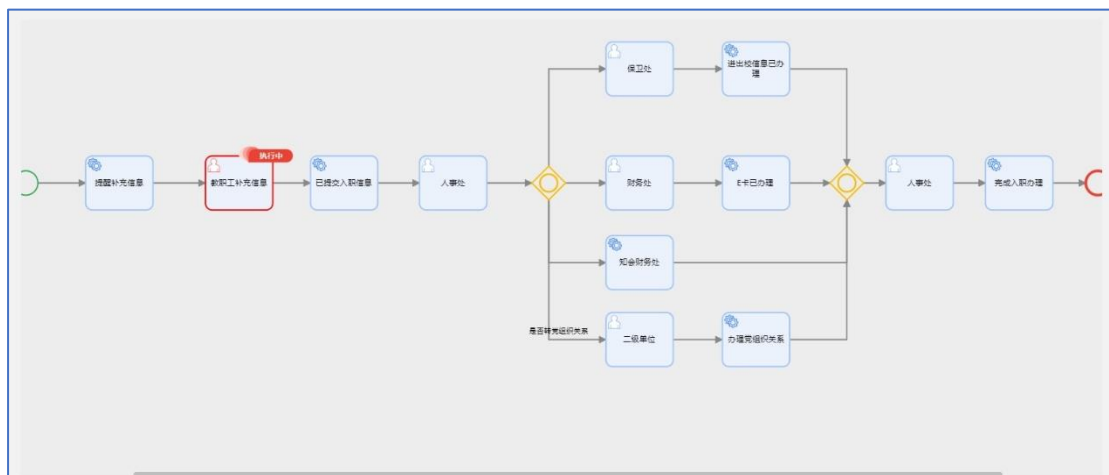 保卫处
进出校信息已办
理
执行中
提醒补充信息
教职工补充信息
已提交入职信息
人事处
财务处
E卡已办理
人事处
完成入职办理
知会财务处
是否转党组织关系
二级单位
办理党组织关系